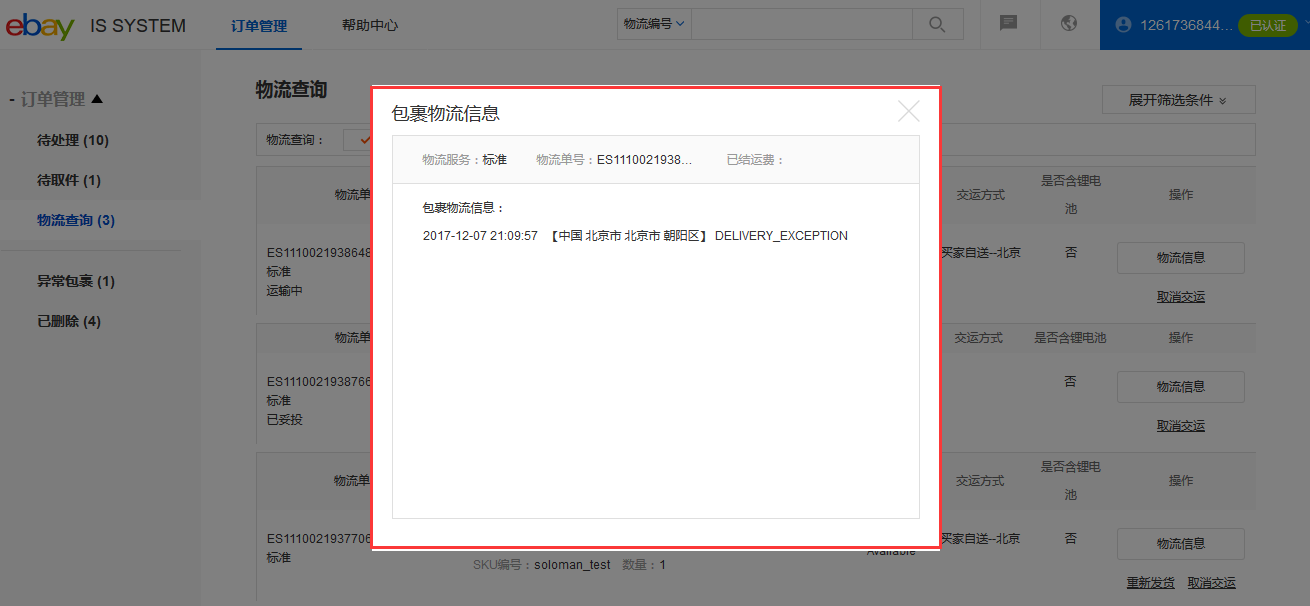 ebay IS SYSTEM 订单管理 帮助中心 物流编号 1261736844... 已认证
- 订单管理
待处理 (10)
待取件 (1)
物流查询 (3)
异常包裹 (1)
已删除 (4)
物流查询
展开筛选条件
物流查询：
物流单 交运方式 是否含锂电池 操作
ES1110021938648 买家自送--北京 否 物流信息
标准
运输中 取消交运
物流单 交运方式 是否含锂电池 操作
ES1110021938766 否 物流信息
标准
已妥投 取消交运
物流单 交运方式 是否含锂电池 操作
ES1110021937706 买家自送--北京 否 物流信息
标准
Available
SKU编号：soloman_test 数量：1
重新发货 取消交运
包裹物流信息
物流服务：标准 物流单号：ES1110021938... 已结运费：
包裹物流信息：
2017-12-07 21:09:57 【中国 北京市 北京市 朝阳区】 DELIVERY_EXCEPTION